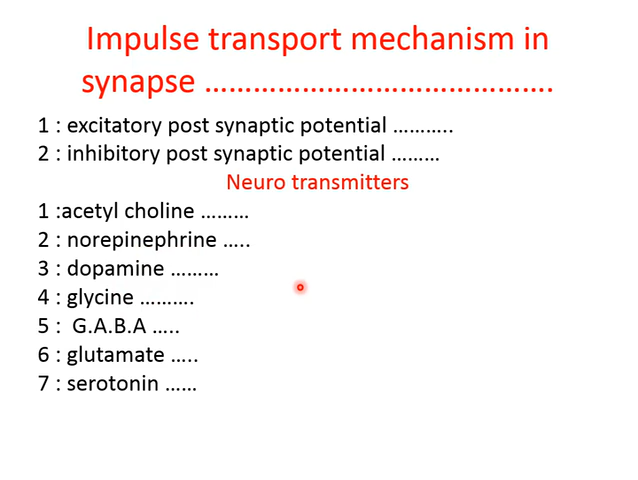 Impulse transport mechanism in
synapse …………………………………….
1 : excitatory post synaptic potential ………..
2 : inhibitory post synaptic potential ………
Neuro transmitters
1 :acetyl choline ………
2 : norepinephrine …..
3 : dopamine ………
4 : glycine ……….
5 :  G.A.B.A …..
6 : glutamate …..
7 : serotonin ……